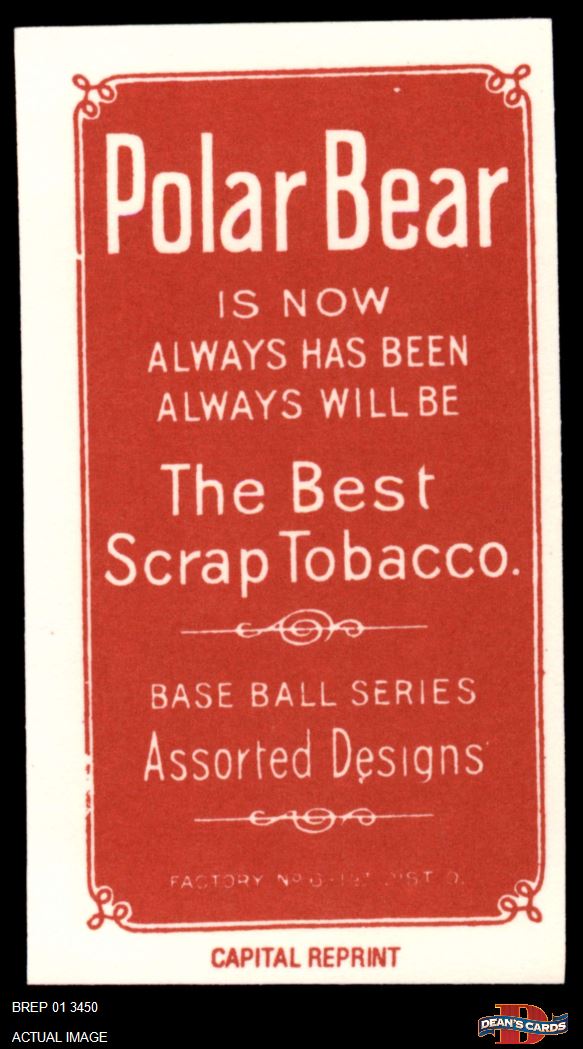 Polar Bear
IS NOW
ALWAYS HAS BEEN
ALWAYS WILL BE
The Best
Scrap Tobacco.
BASE BALL SERIES
Assorted Designs
FACTORY No
CAPITAL REPRINT
BREP 01 3450
ACTUAL IMAGE
D
DEAN'S CARDS